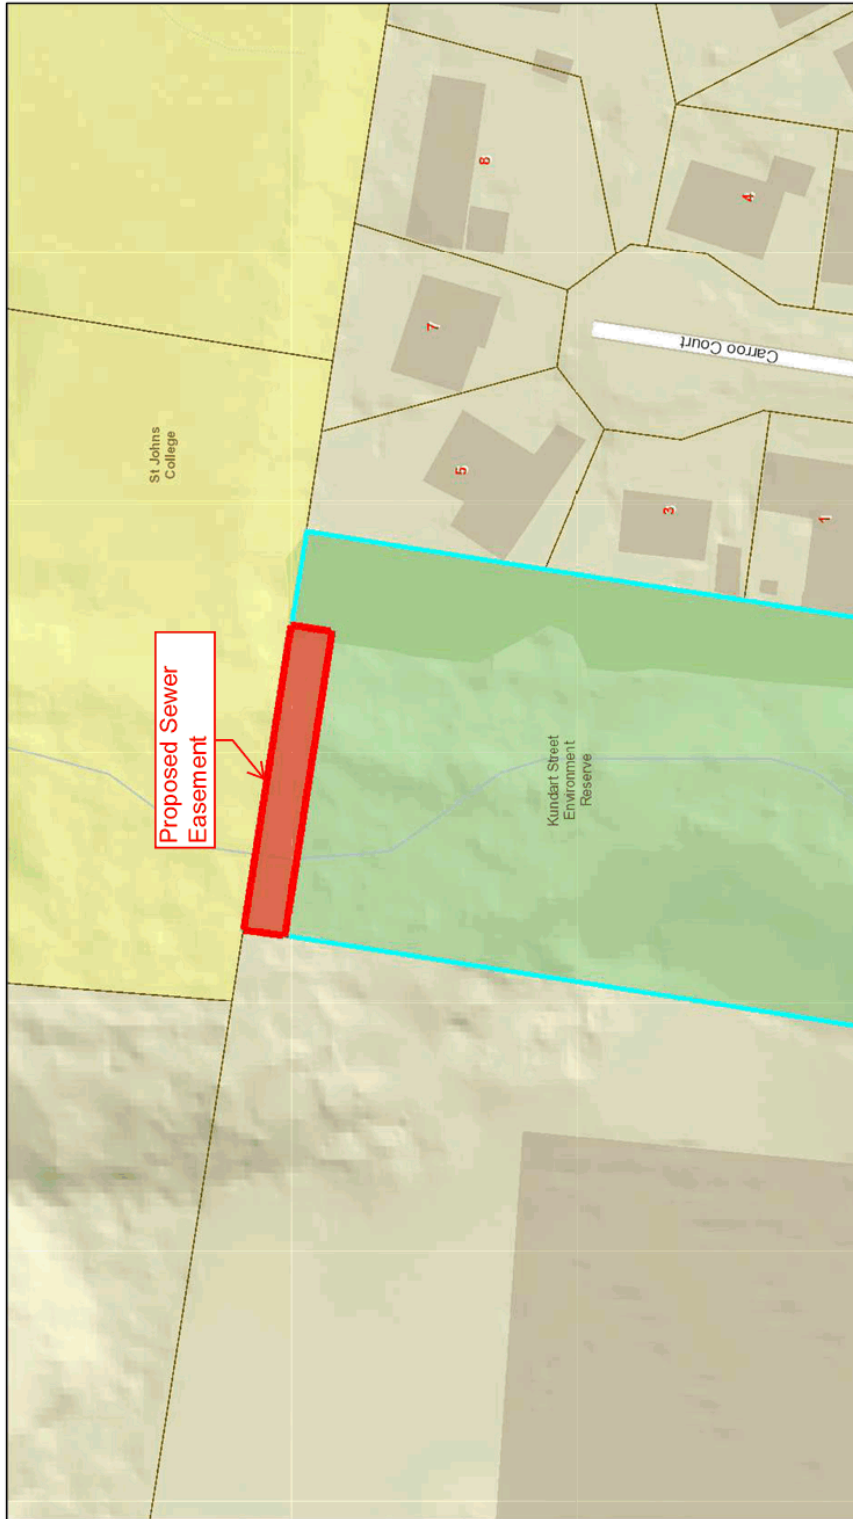 St Johns
College
Proposed Sewer
Easement
Kundart Street
Environment
Reserve
Carroo Court
8
7
5
4
3
1